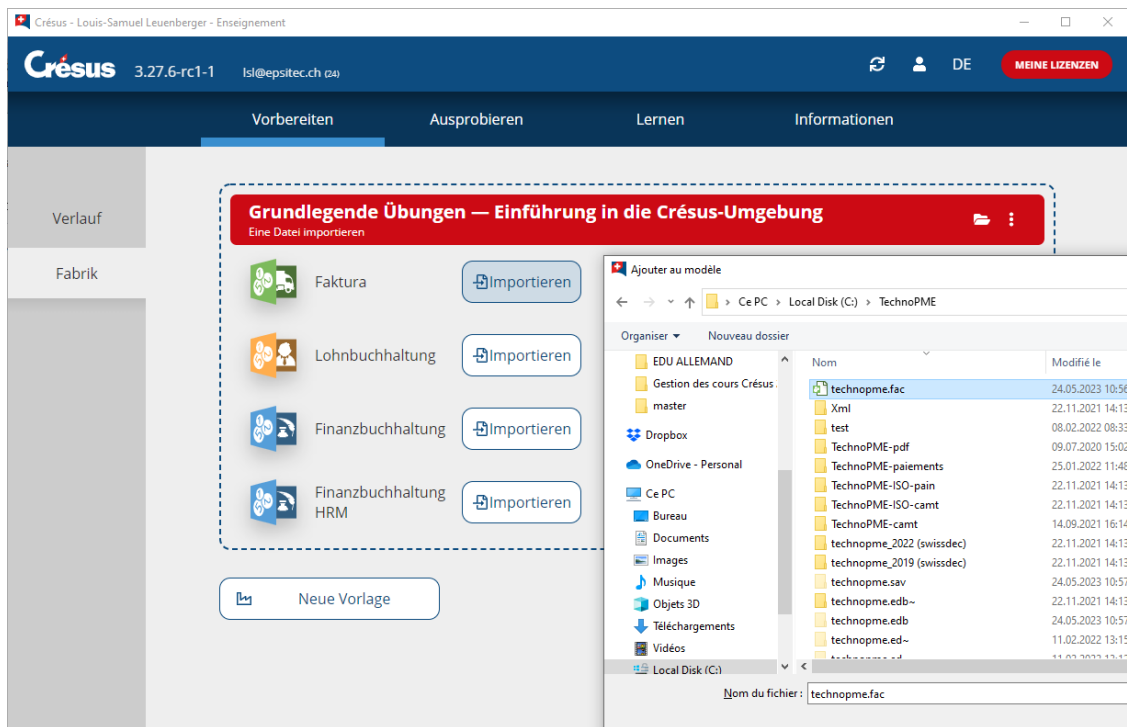 Crésus - Louis-Samuel Leuenberger - Enseignement
Crésus 3.27.6-rc1-1 lsl@epsitec.ch (24) DE MEINE LIZENZEN
Vorbereiten Ausprobieren Lernen Informationen
Verlauf
Fabrik
Grundlegende Übungen — Einführung in die Crésus-Umgebung
Eine Datei importieren
Faktura Importieren
Lohnbuchhaltung Importieren
Finanzbuchhaltung Importieren
Finanzbuchhaltung
HRM Importieren
Neue Vorlage
Ajouter au modèle
Ce PC > Local Disk (C:) > TechnoPME
Organiser Nouveau dossier
EDU ALLEMAND
Gestion des cours Crésus
master
Dropbox
OneDrive - Personal
Ce PC
Bureau
Documents
Images
Musique
Objets 3D
Téléchargements
Vidéos
Local Disk (C:)
Nom Modifié le
technopme.fac 24.05.2023 10:56
Xml 22.11.2021 14:13
test 08.02.2022 08:33
TechnoPME-pdf 09.07.2020 15:02
TechnoPME-paiements 25.01.2022 11:48
TechnoPME-ISO-pain 22.11.2021 14:13
TechnoPME-ISO-camt 22.11.2021 14:13
TechnoPME-camt 14.09.2021 16:14
technopme_2022 (swissdec) 22.11.2021 14:13
technopme_2019 (swissdec) 22.11.2021 14:13
technopme.sav 24.05.2023 10:57
technopme.edb~ 22.11.2021 14:13
technopme.edb 24.05.2023 10:57
technopme.ed~ 11.02.2022 13:15
Nom du fichier : technopme.fac